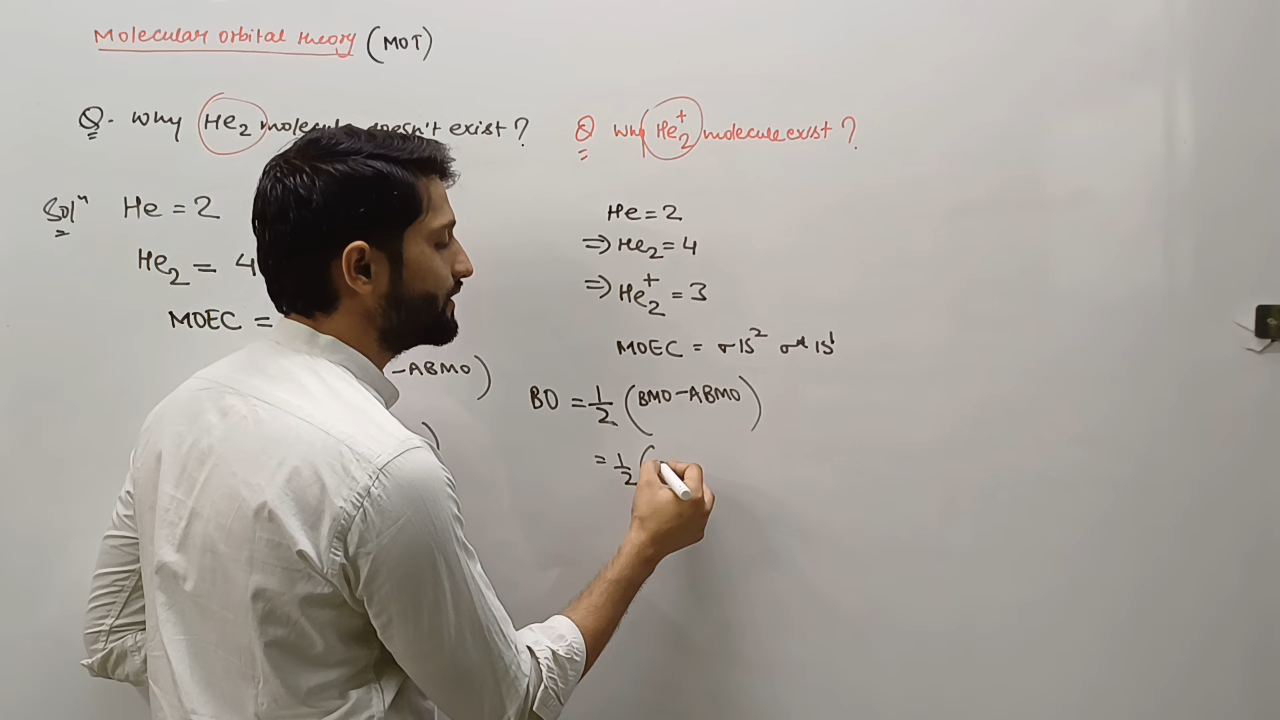 Molecular orbital theory (MOT)
Q. Why He₂ doesn't exist?
Solⁿ He = 2
He₂ = 4
MOEC =
-ABMO)
)
Q Why He₂⁺ molecule exist?
He = 2
⇒ He₂ = 4
⇒ He₂⁺ = 3
MOEC = σ1s² σ*1s¹
BO = 1/2 (BMO-ABMO)
= 1/2 (